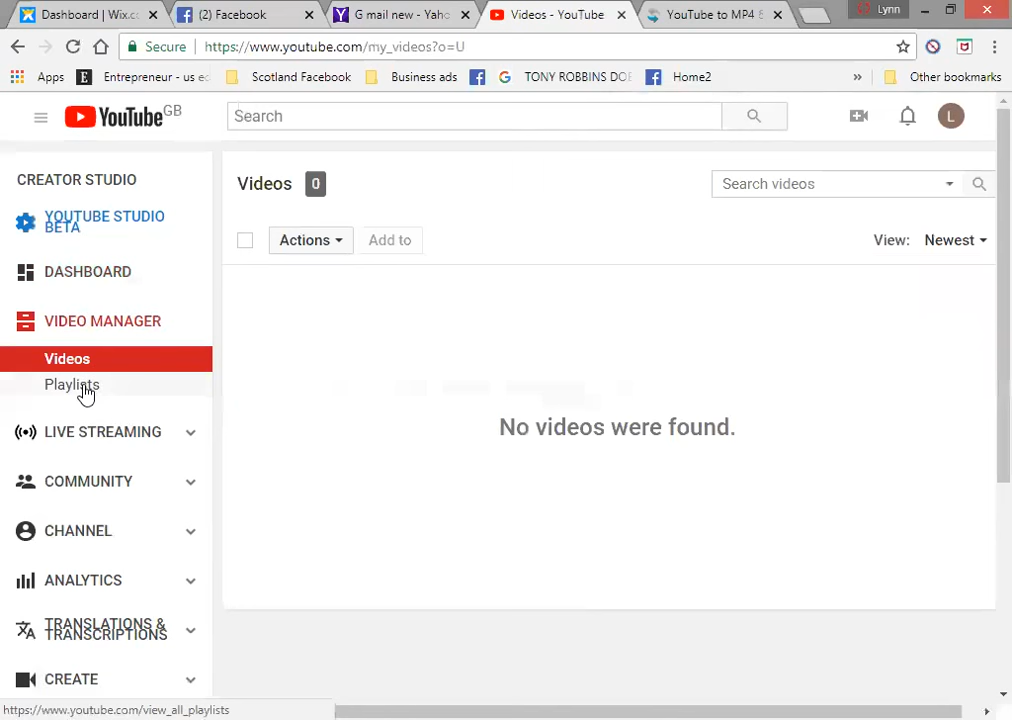 Dashboard | Wix.c
(2) Facebook
G mail new - Yaho
Videos - YouTube
YouTube to MP4 &
Lynn
Secure
https://www.youtube.com/my_videos?o=U
Apps
Entrepreneur - us ed
Scotland Facebook
Business ads
TONY ROBBINS DOE
Home2
»
Other bookmarks
YouTube GB
Search
L
CREATOR STUDIO
YOUTUBE STUDIO
BETA
DASHBOARD
VIDEO MANAGER
Videos
Playlists
LIVE STREAMING
COMMUNITY
CHANNEL
ANALYTICS
TRANSLATIONS &
TRANSCRIPTIONS
CREATE
Videos 0
Search videos
Actions
Add to
View: Newest
No videos were found.
https://www.youtube.com/view_all_playlists